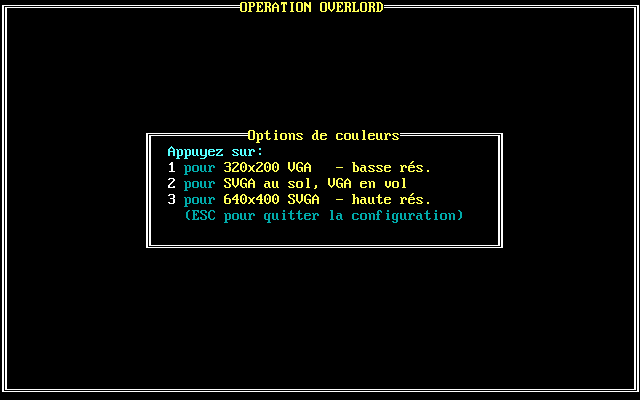 OPERATION OVERLORD
Options de couleurs
Appuyez sur:
1 pour 320x200 VGA - basse rés.
2 pour SVGA au sol, VGA en vol
3 pour 640x400 SVGA - haute rés.
(ESC pour quitter la configuration)